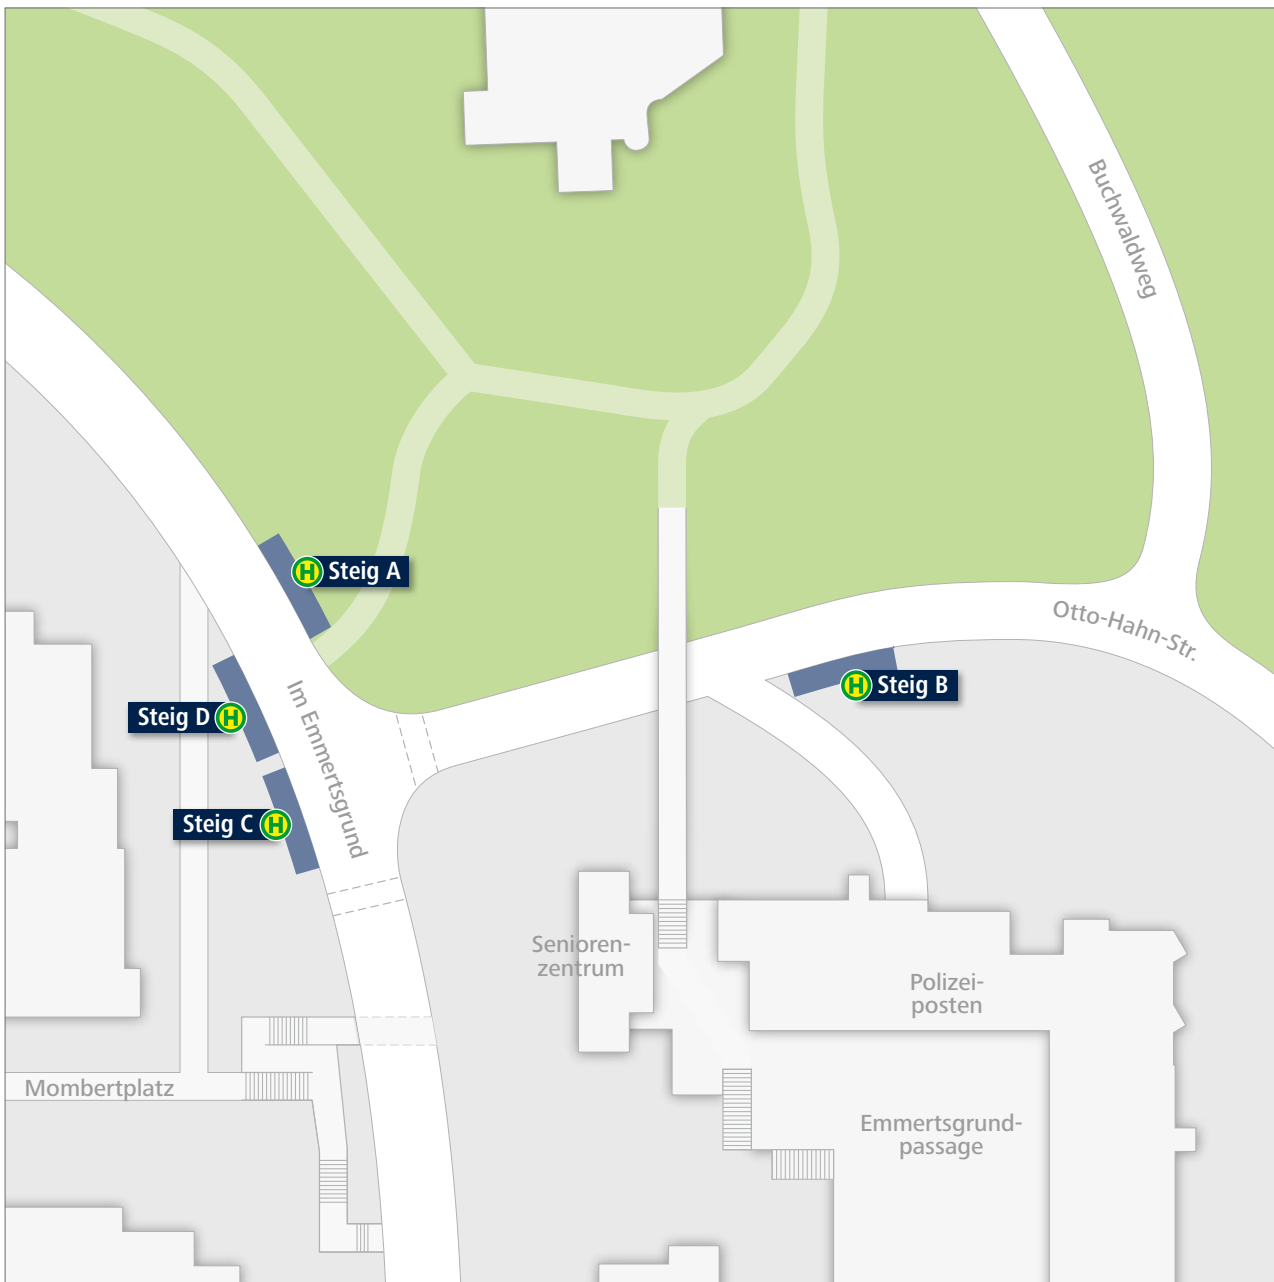 Buchwaldweg
H Steig A
Otto-Hahn-Str.
H Steig B
Im Emmertsgrund
Steig D H
Steig C H
Senioren-
zentrum
Polizei-
posten
Mombertplatz
Emmertsgrund-
passage